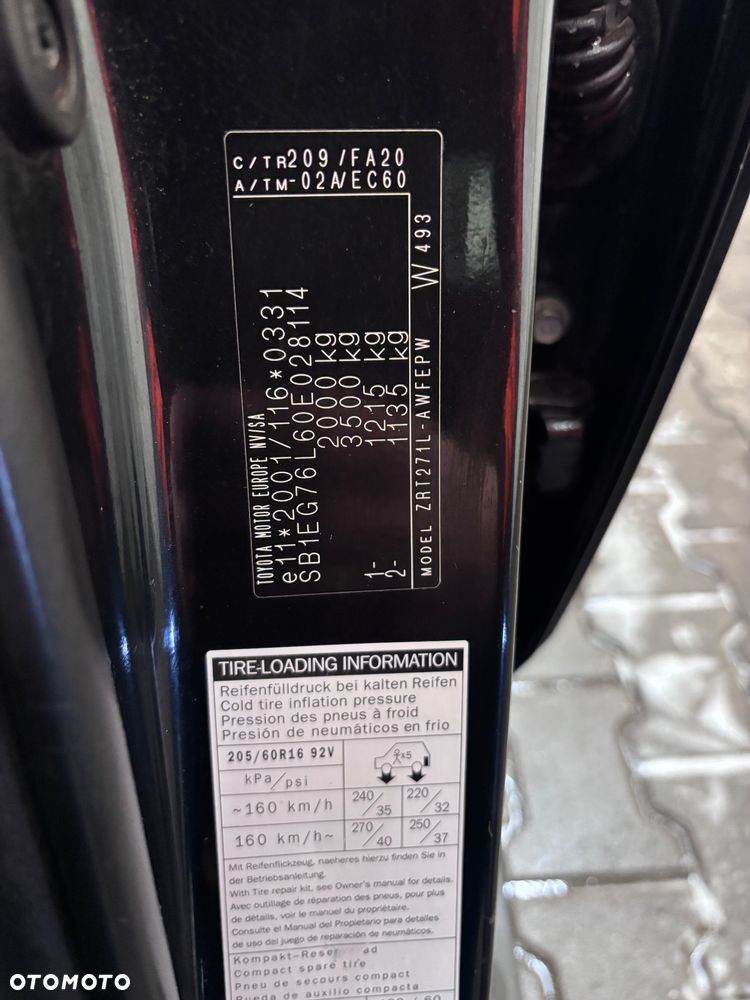 C/TR 209 /FA20
A/TM -02A/EC60
W 493
TOYOTA MOTOR EUROPE NV/SA
e11*2001/116*0331
SB1EG76L60E028114
2000 kg
3500 kg
1- 1215 kg
2- 1135 kg
MODEL ZRT271L-AWFEPW
TIRE-LOADING INFORMATION
Reifenfülldruck bei kalten Reifen
Cold tire inflation pressure
Pression des pneus à froid
Presión de neumáticos en frio
205/60R16 92V
x5
kPa/psi
~160 km/h 240/35 220/32
160 km/h~ 270/40 250/37
Mit Reifenflickzeug, naeheres hierzu finden Sie in
der Betriebsanleitung.
With Tire repair kit, see Owner's manual for details.
Avec outillage de réparation des pneus, pour plus
de détails, voir le manuel du propriétaire.
Consulte el Manual del Propietario para detalles
de uso del juego de reparación de neumáticos.
Compact spare tire
Pneu de secours compact
Rueda de auxilio compacta
OTOMOTO